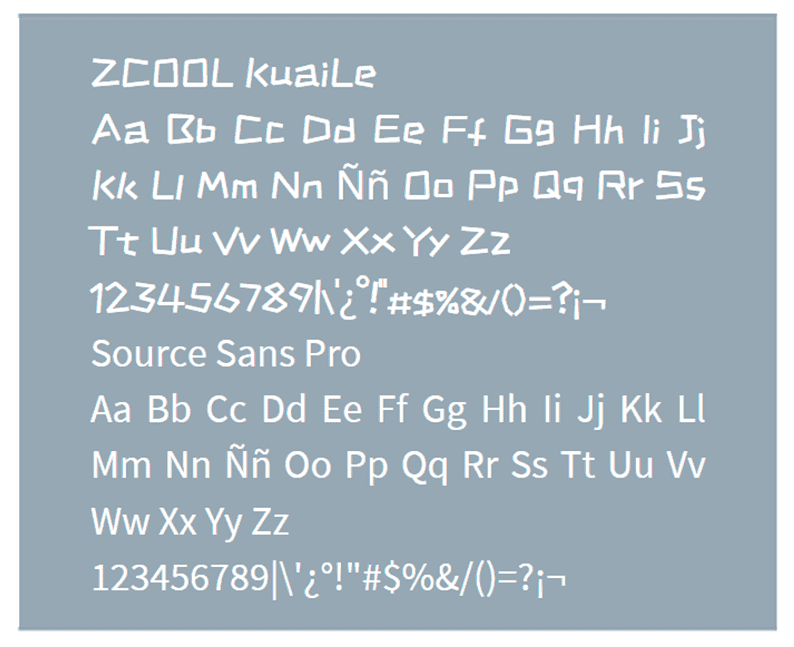 ZCOOL KuaiLe
Aa Bb Cc Dd Ee Ff Gg Hh Ii Jj
Kk Ll Mm Nn Ññ Oo Pp Qq Rr Ss
Tt Uu Vv Ww Xx Yy Zz
123456789|\'¿°!"#$%&/()=?¡¬
Source Sans Pro
Aa Bb Cc Dd Ee Ff Gg Hh Ii Jj Kk Ll
Mm Nn Ññ Oo Pp Qq Rr Ss Tt Uu Vv
Ww Xx Yy Zz
123456789|\'¿°!"#$%&/()=?¡¬